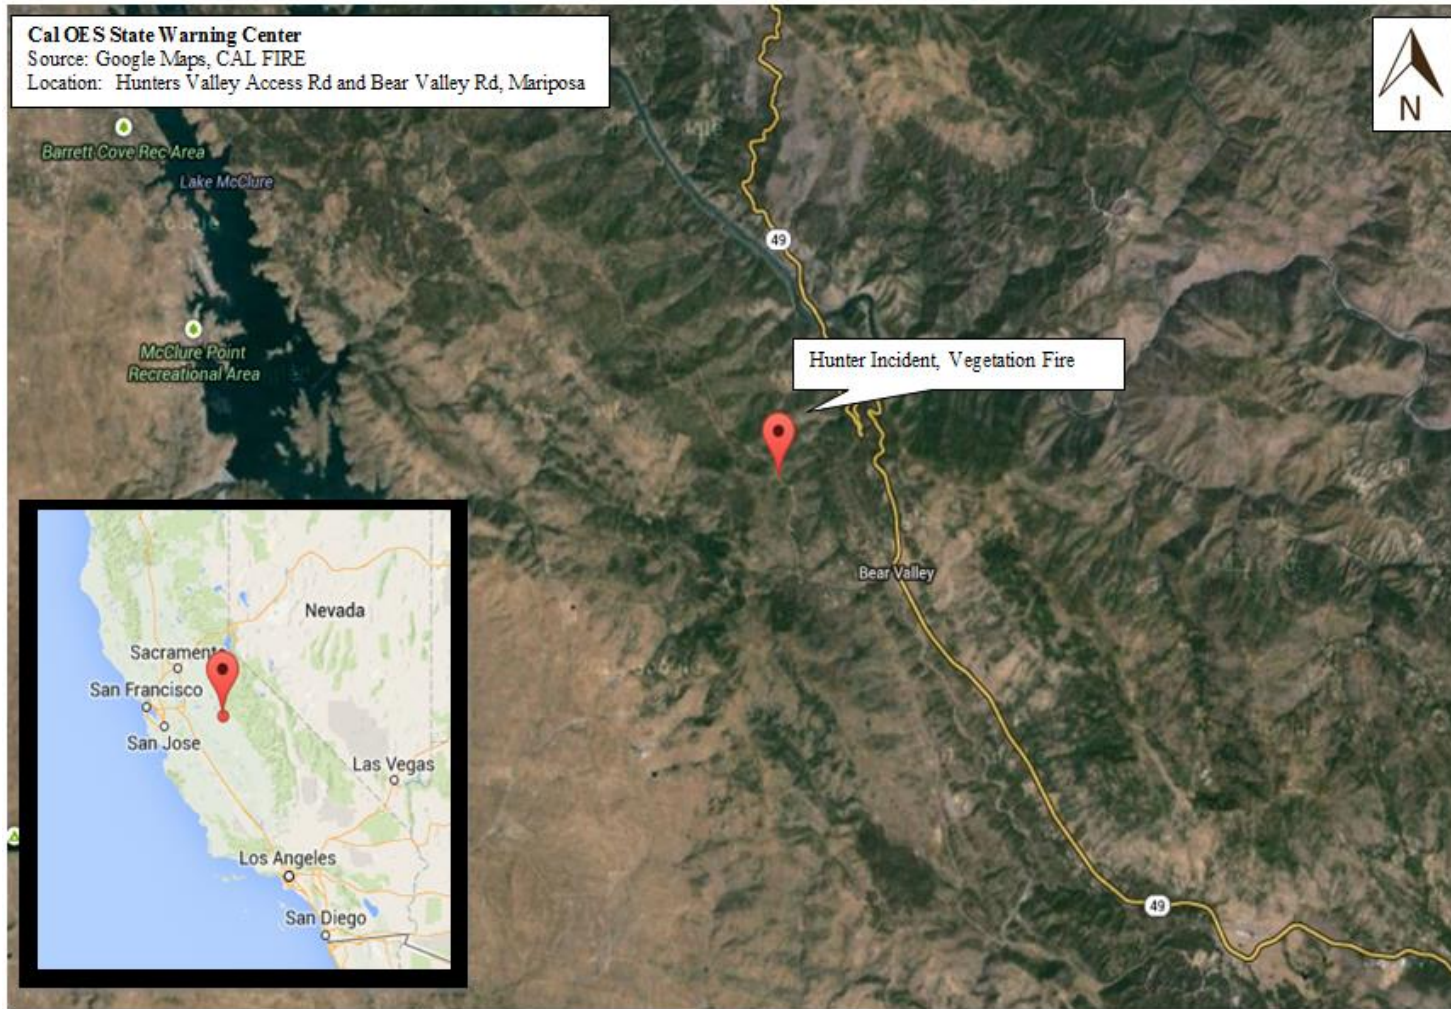 Cal OES State Warning Center
Source: Google Maps, CAL FIRE
Location: Hunters Valley Access Rd and Bear Valley Rd, Mariposa
N
Barrett Cove Rec Area
Lake McClure
49
McClure Point
Recreational Area
Hunter Incident, Vegetation Fire
Bear Valley
49
Nevada
Sacramento
San Francisco
San Jose
Las Vegas
Los Angeles
San Diego